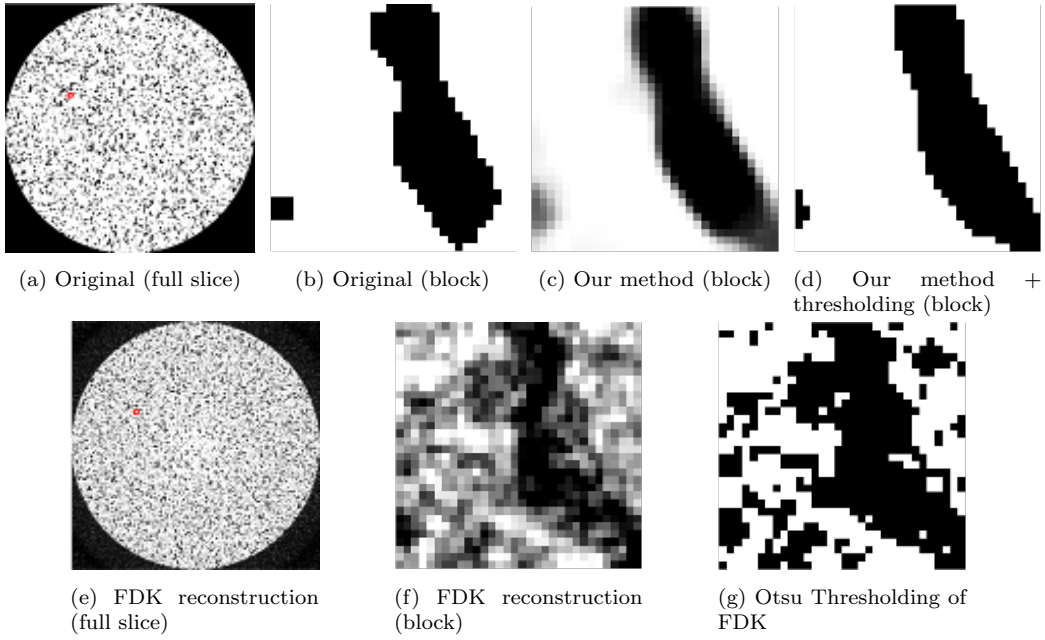 (a) Original (full slice)
(b) Original (block)
(c) Our method (block)
(d) Our method +
thresholding (block)
(e) FDK reconstruction
(full slice)
(f) FDK reconstruction
(block)
(g) Otsu Thresholding of
FDK